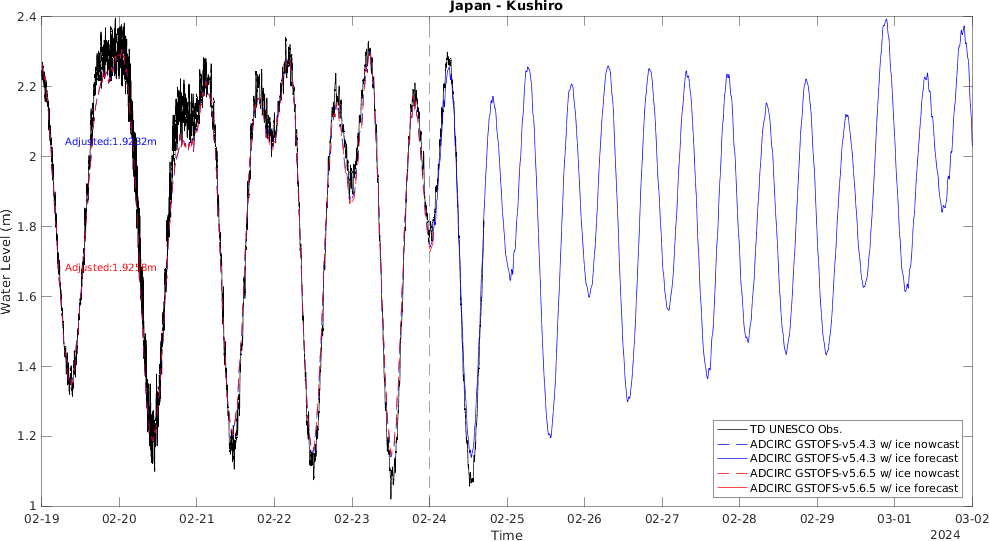 Japan - Kushiro
2.4
2.2
2
1.8
1.6
1.4
1.2
1
Water Level (m)
Adjusted:1.9282m
Adjusted:1.9258m
TD UNESCO Obs.
ADCIRC GSTOFS-v5.4.3 w/ ice nowcast
ADCIRC GSTOFS-v5.4.3 w/ ice forecast
ADCIRC GSTOFS-v5.6.5 w/ ice nowcast
ADCIRC GSTOFS-v5.6.5 w/ ice forecast
02-19 02-20 02-21 02-22 02-23 02-24 02-25 02-26 02-27 02-28 02-29 03-01 03-02
Time
2024